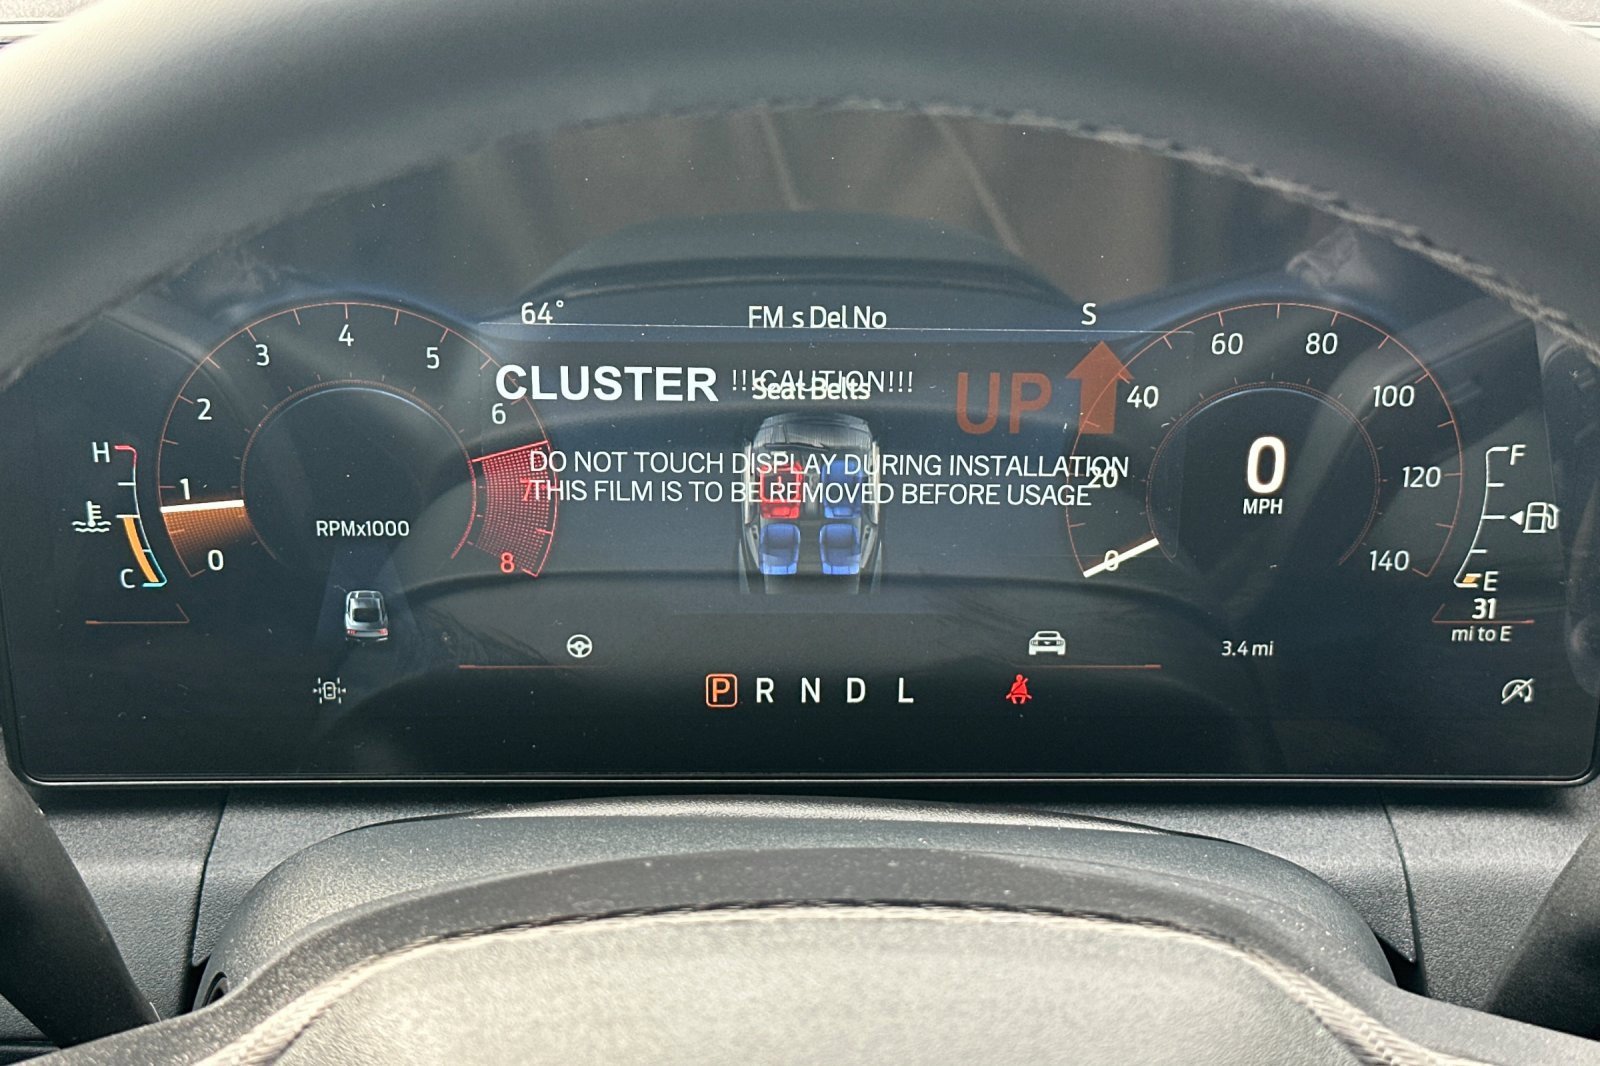 64° FM s Del No S
CLUSTER !!!CAUTION!!! UP
Seat Belts
DO NOT TOUCH DISPLAY DURING INSTALLATION
THIS FILM IS TO BE REMOVED BEFORE USAGE
H
C
0
1
2
3
4
5
6
7
8
RPMx1000
0
20
40
60
80
100
120
140
0
MPH
F
E
31
mi to E
3.4 mi
P R N D L